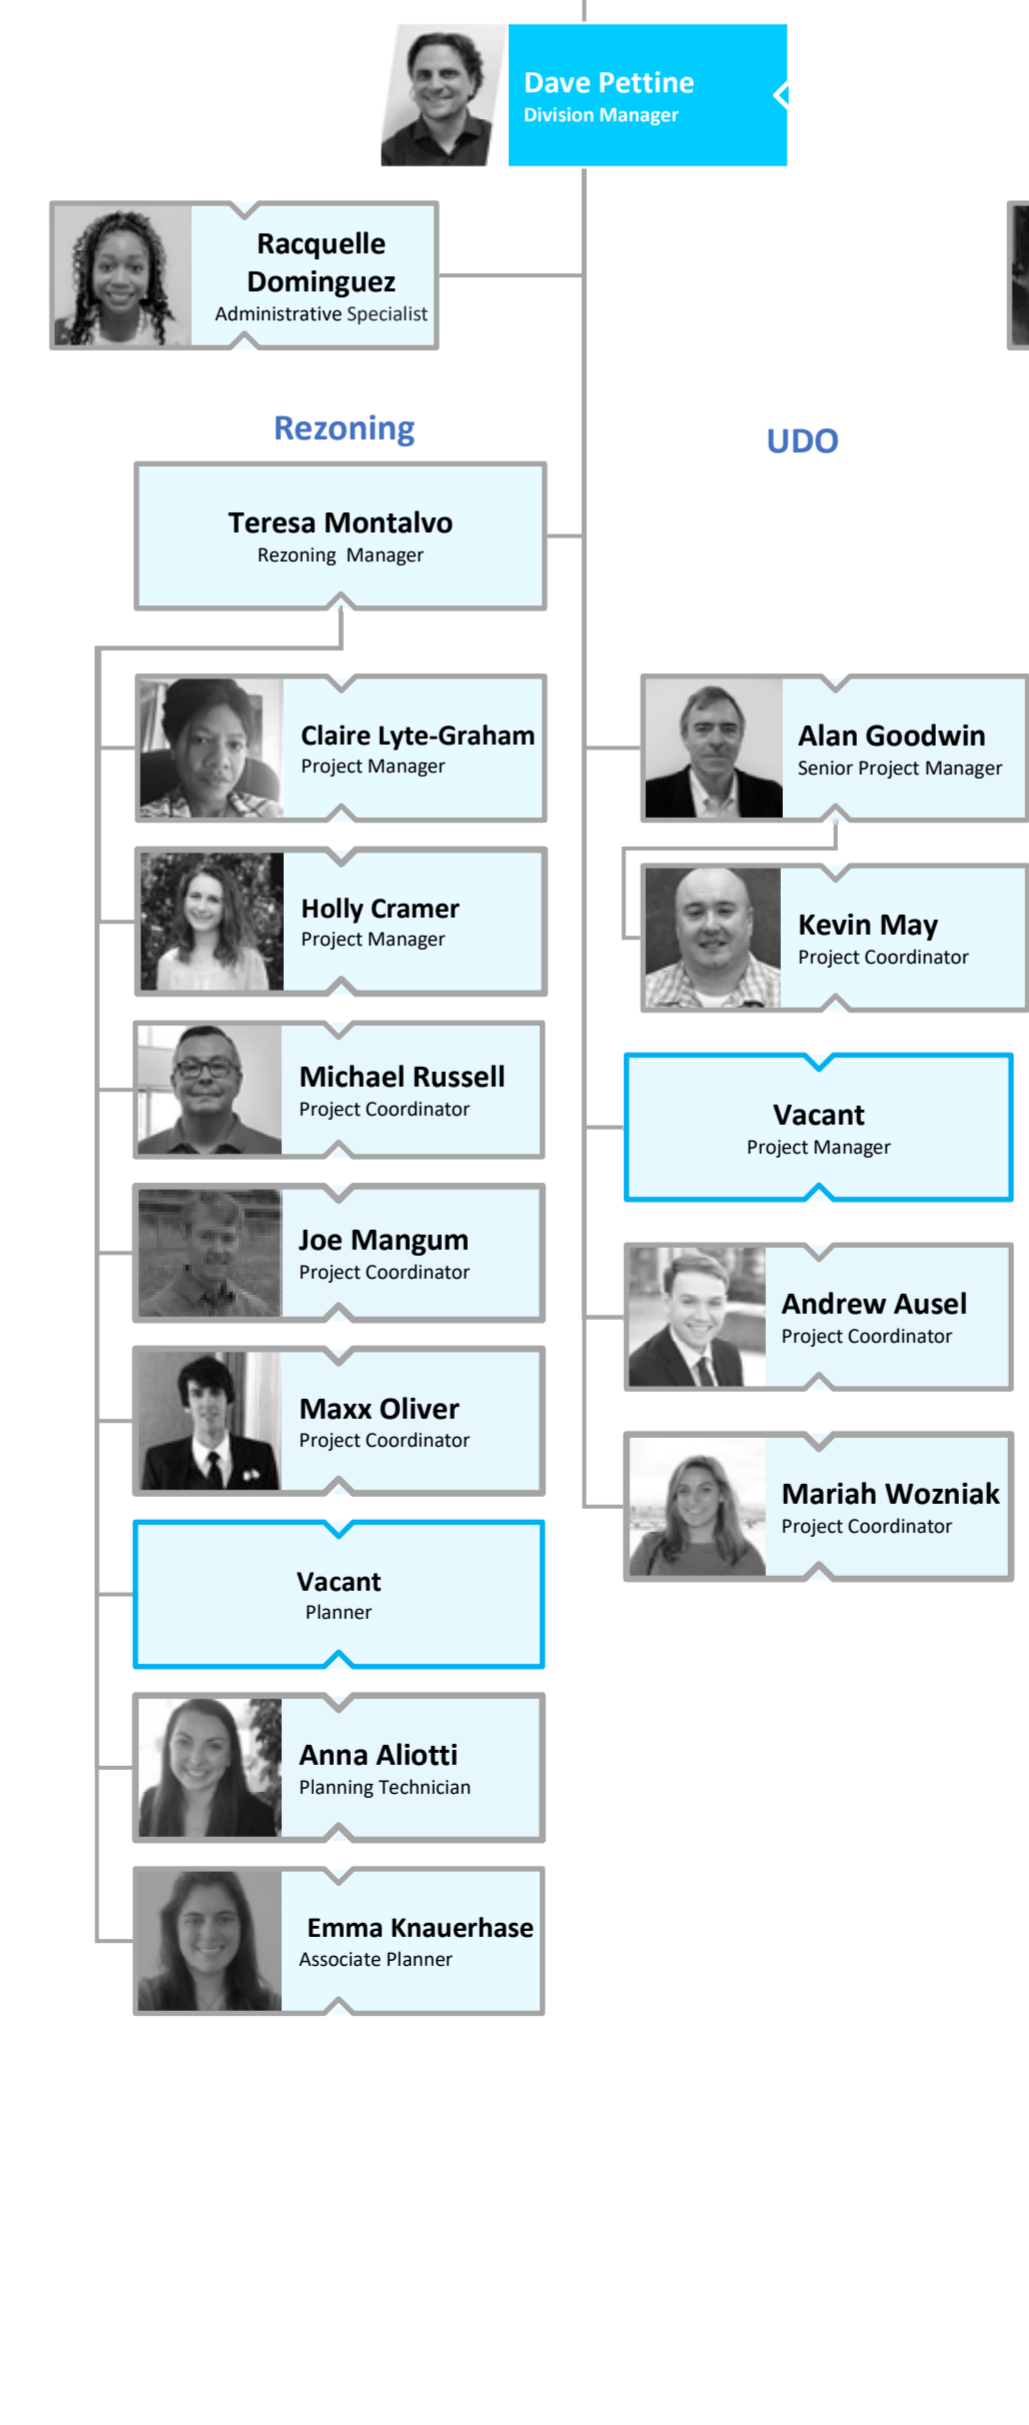 Dave Pettine
Division Manager
Racquelle
Dominguez
Administrative Specialist
Rezoning
Teresa Montalvo
Rezoning Manager
Claire Lyte-Graham
Project Manager
Holly Cramer
Project Manager
Michael Russell
Project Coordinator
Joe Mangum
Project Coordinator
Maxx Oliver
Project Coordinator
Vacant
Planner
Anna Aliotti
Planning Technician
Emma Knauerhase
Associate Planner
UDO
Alan Goodwin
Senior Project Manager
Kevin May
Project Coordinator
Vacant
Project Manager
Andrew Ausel
Project Coordinator
Mariah Wozniak
Project Coordinator